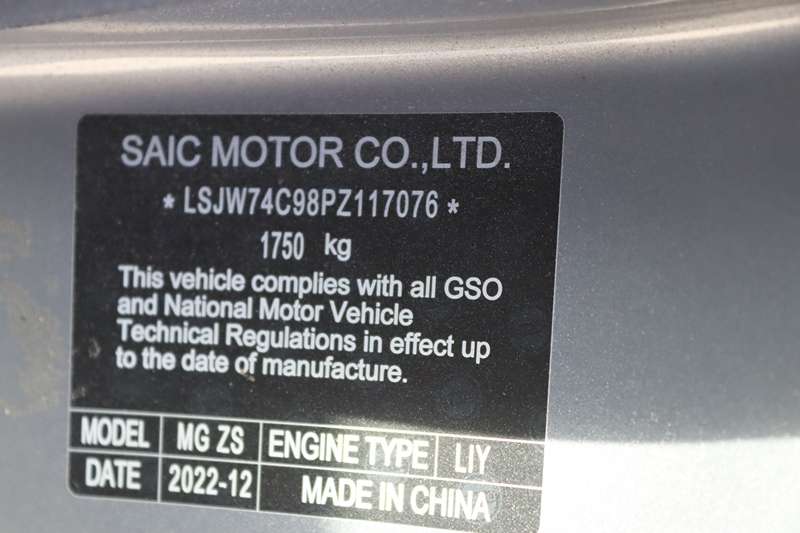 SAIC MOTOR CO.,LTD.
* LSJW74C98PZ117076 *
1750 kg
This vehicle complies with all GSO
and National Motor Vehicle
Technical Regulations in effect up
to the date of manufacture.
MODEL MG ZS ENGINE TYPE LIY
DATE 2022-12 MADE IN CHINA